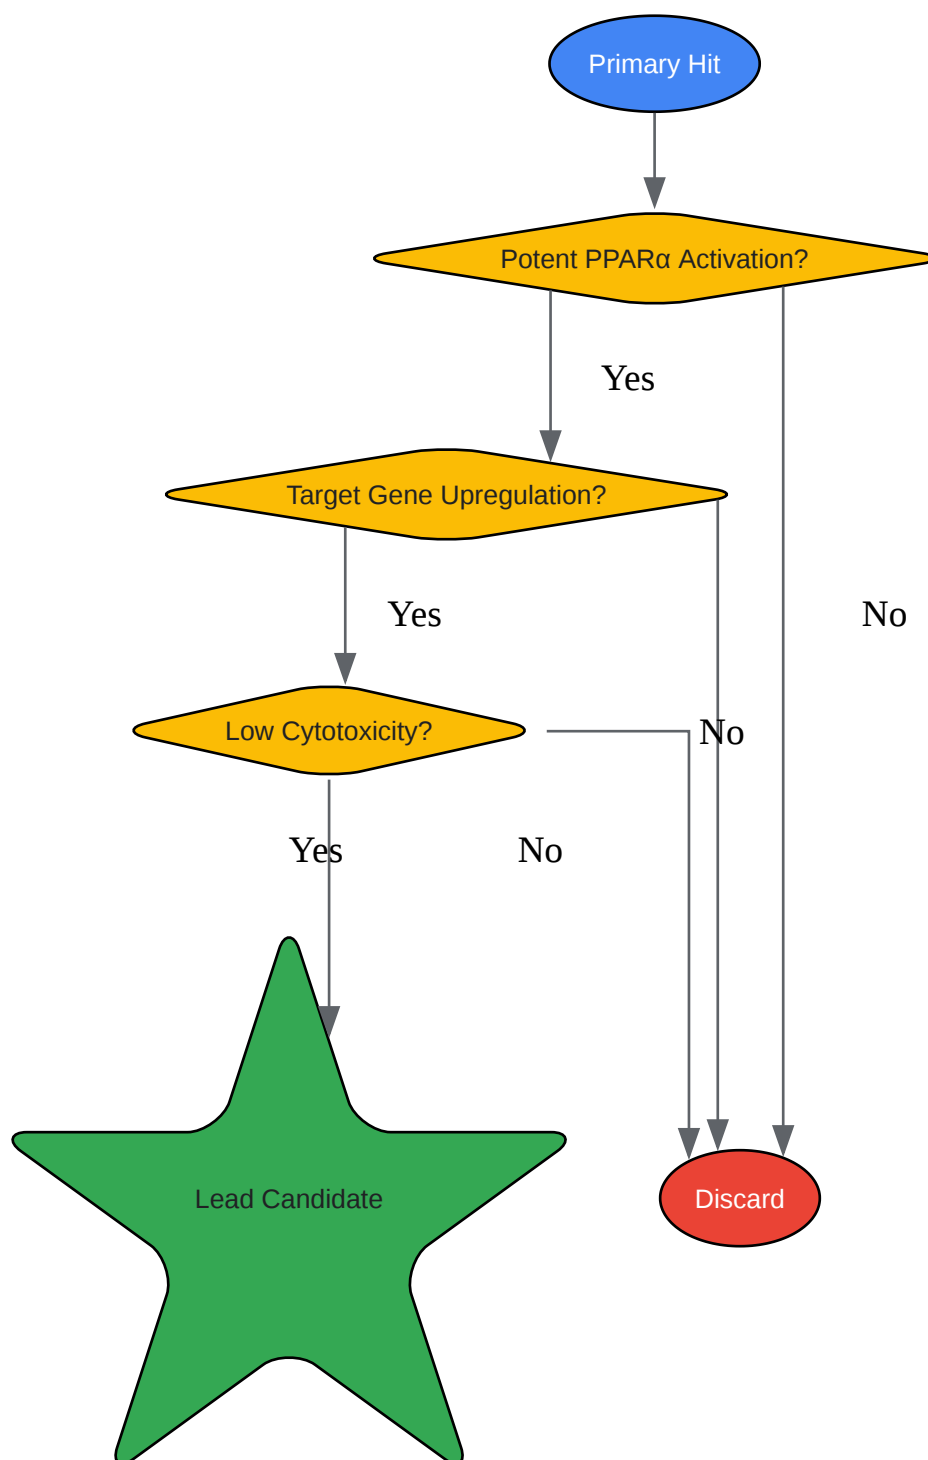 Primary Hit
Potent PPARα Activation?
Yes
Target Gene Upregulation?
Yes
No
Low Cytotoxicity?
No
Yes
No
Lead Candidate
Discard